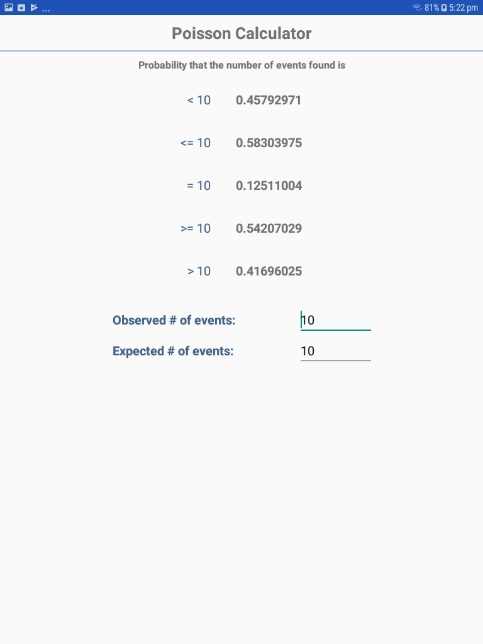 81% 5:22 pm
Poisson Calculator
Probability that the number of events found is
< 10 0.45792971
<= 10 0.58303975
= 10 0.12511004
>= 10 0.54207029
> 10 0.41696025
Observed # of events: 10
Expected # of events: 10